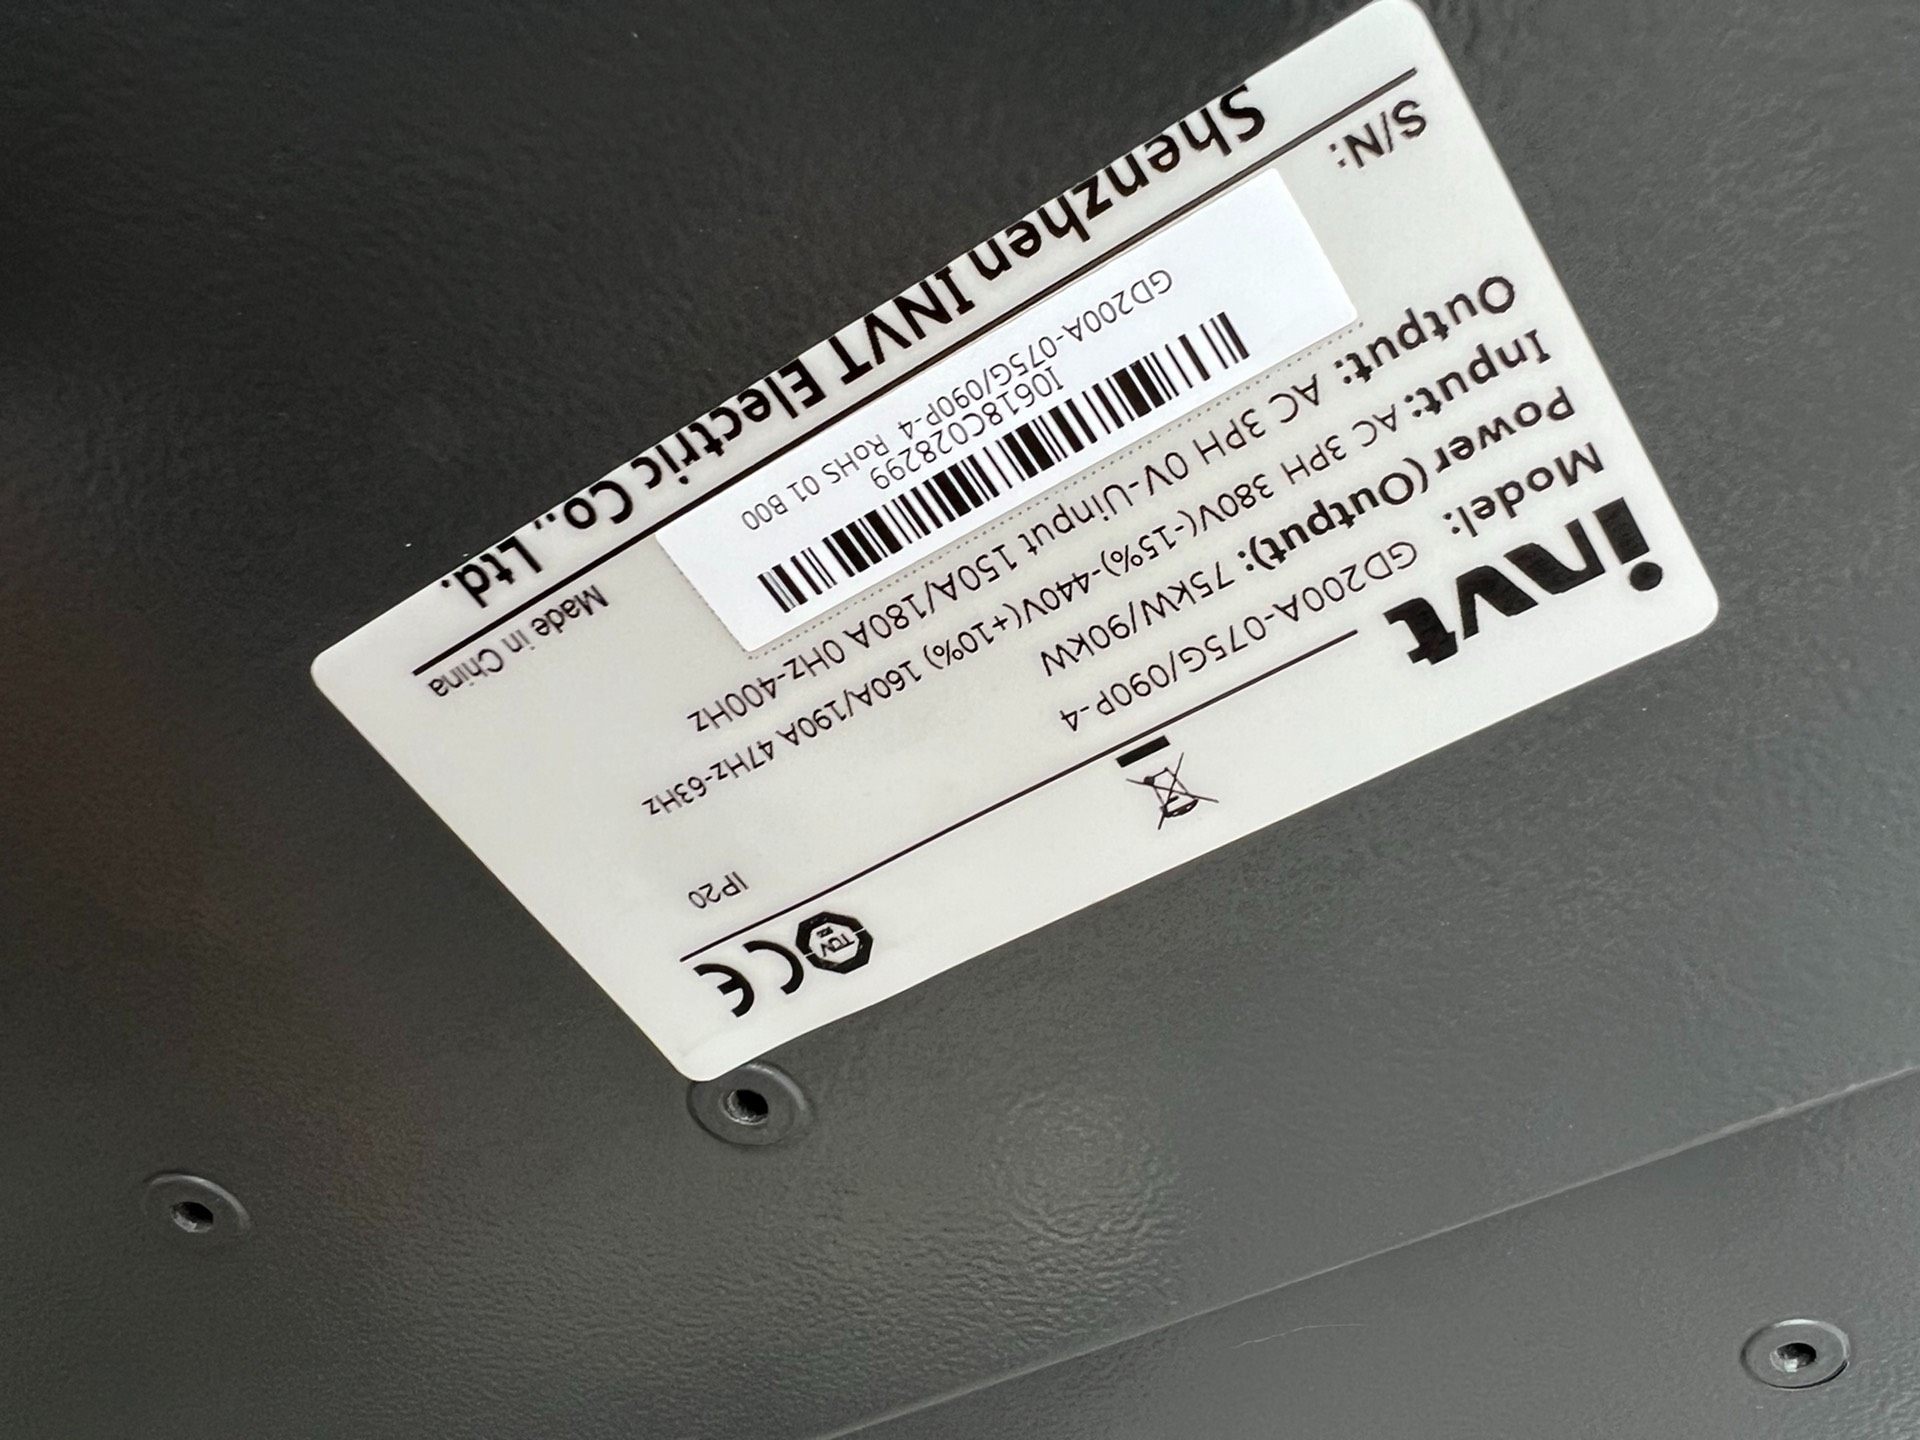 invt
CE
TÜV
Model: GD200A-075G/090P-4
IP20
Power(Output): 75kW/90kW
Input: AC 3PH 380V(-15%)-440V(+10%) 160A/190A 47Hz-63Hz
Output: AC 3PH 0V-Uinput 150A/180A 0Hz-400Hz
S/N:
I0618C028299
GD200A-075G/090P-4 RoHS 01 B00
Made in China
Shenzhen INVT Electric Co., Ltd.